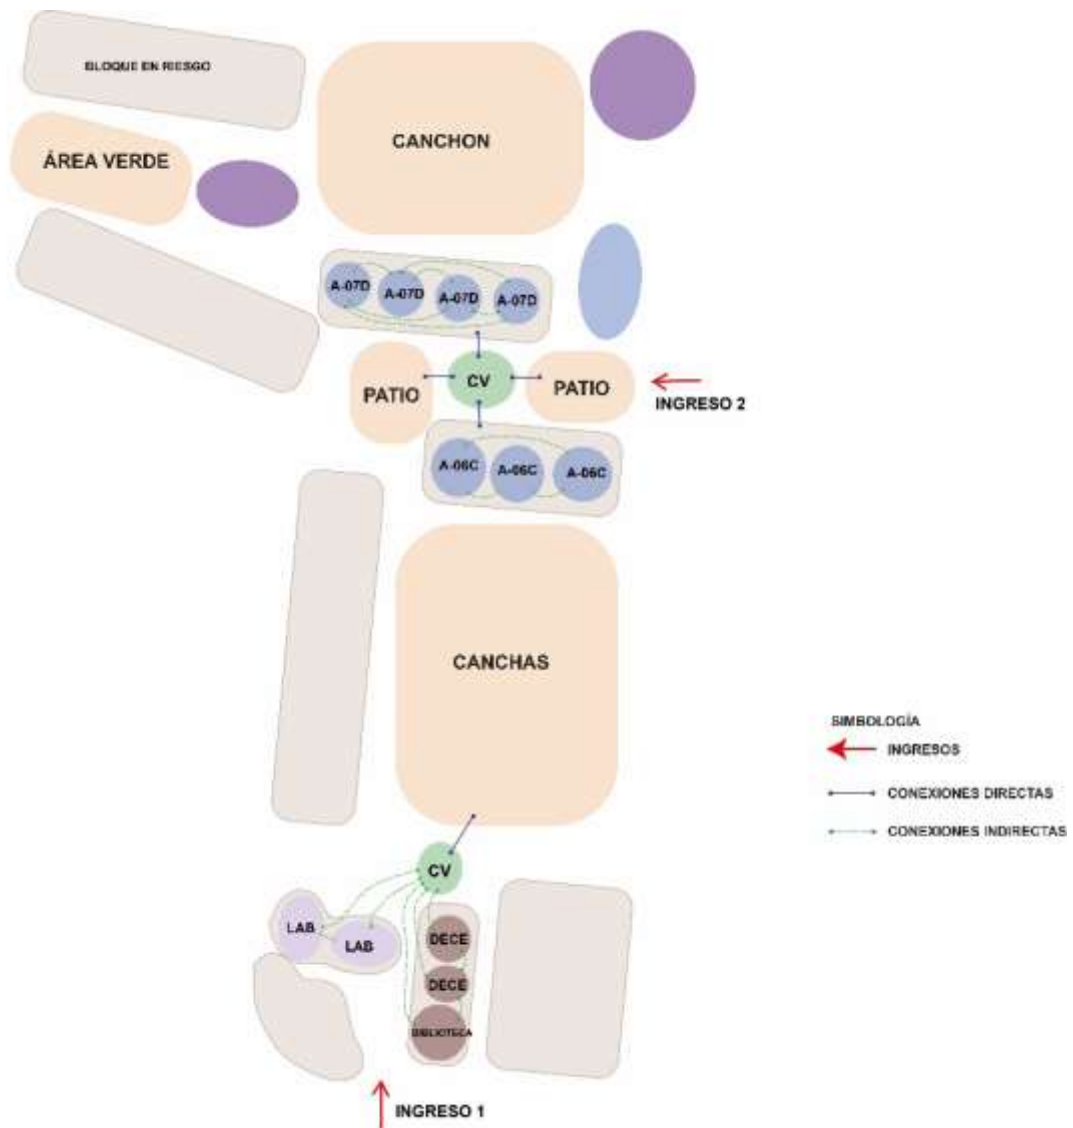 BLOQUE EN RIESGO
CANCHON
ÁREA VERDE
A-07D
A-07D
A-07D
A-07D
PATIO
CV
PATIO
INGRESO 2
A-06C
A-06C
A-06C
CANCHAS
SIMBOLOGÍA
INGRESOS
CONEXIONES DIRECTAS
CONEXIONES INDIRECTAS
CV
LAB
LAB
DECE
DECE
BIBLIOTECA
INGRESO 1